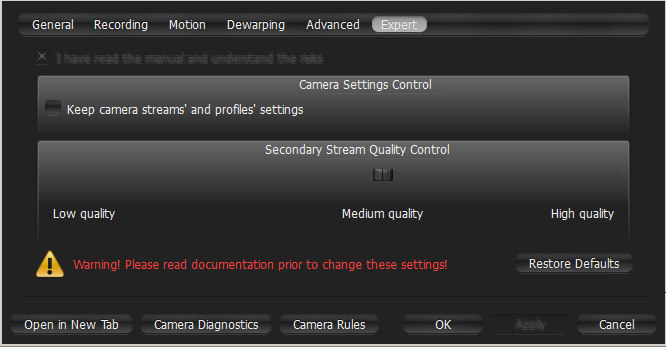 General Recording Motion Dewarping Advanced Expert
I have read the manual and understand the risks
Camera Settings Control
Keep camera streams' and profiles' settings
Secondary Stream Quality Control
Low quality Medium quality High quality
Warning! Please read documentation prior to change these settings! Restore Defaults
Open in New Tab Camera Diagnostics Camera Rules OK Apply Cancel